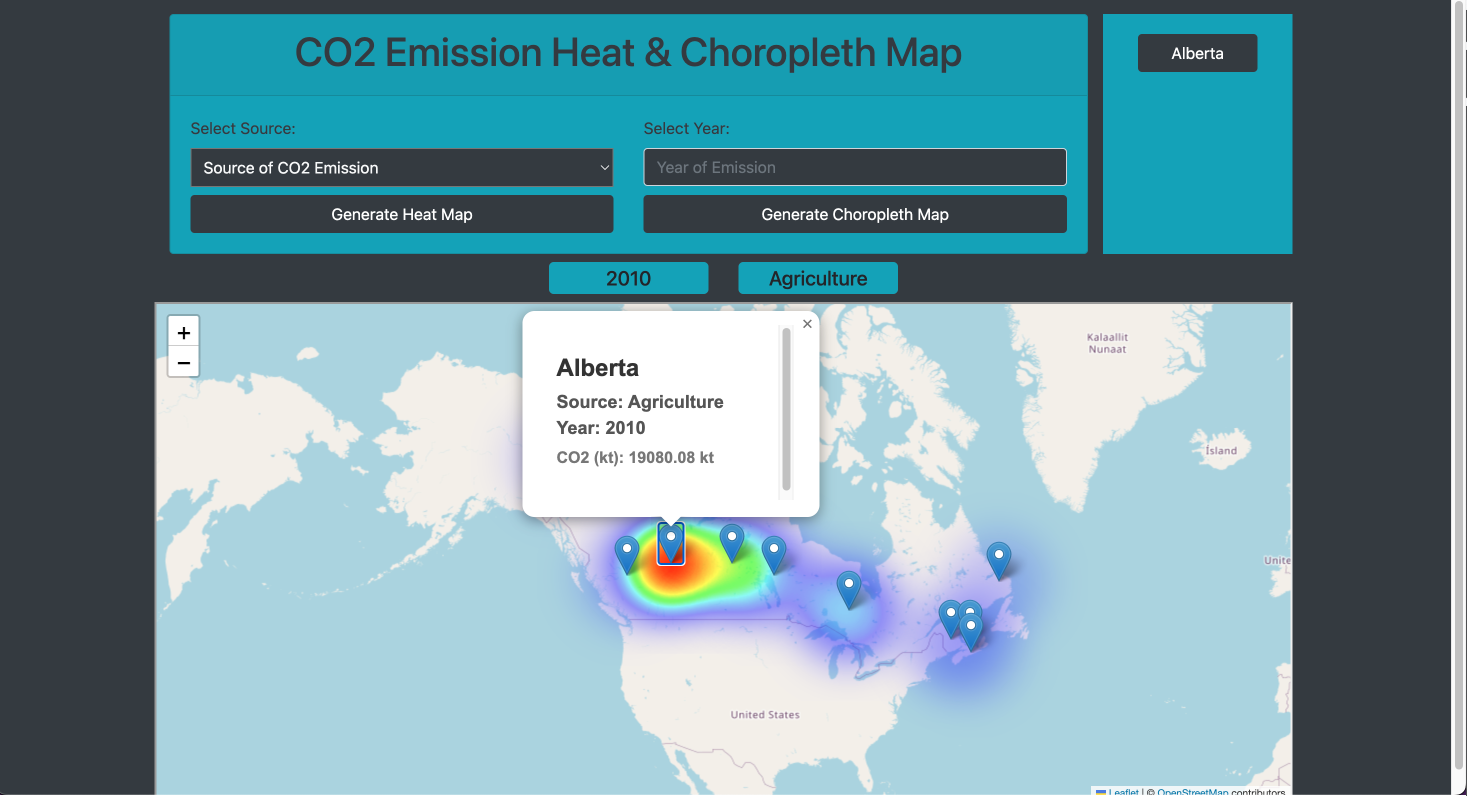 CO2 Emission Heat & Choropleth Map
Alberta
Select Source:
Select Year:
Source of CO2 Emission
Year of Emission
Generate Heat Map
Generate Choropleth Map
2010
Agriculture
+
−
×
Alberta
Source: Agriculture
Year: 2010
CO2 (kt): 19080.08 kt
Kalaallit
Nunaat
Ísland
Unite
United States
Leaflet | © OpenStreetMap contributors